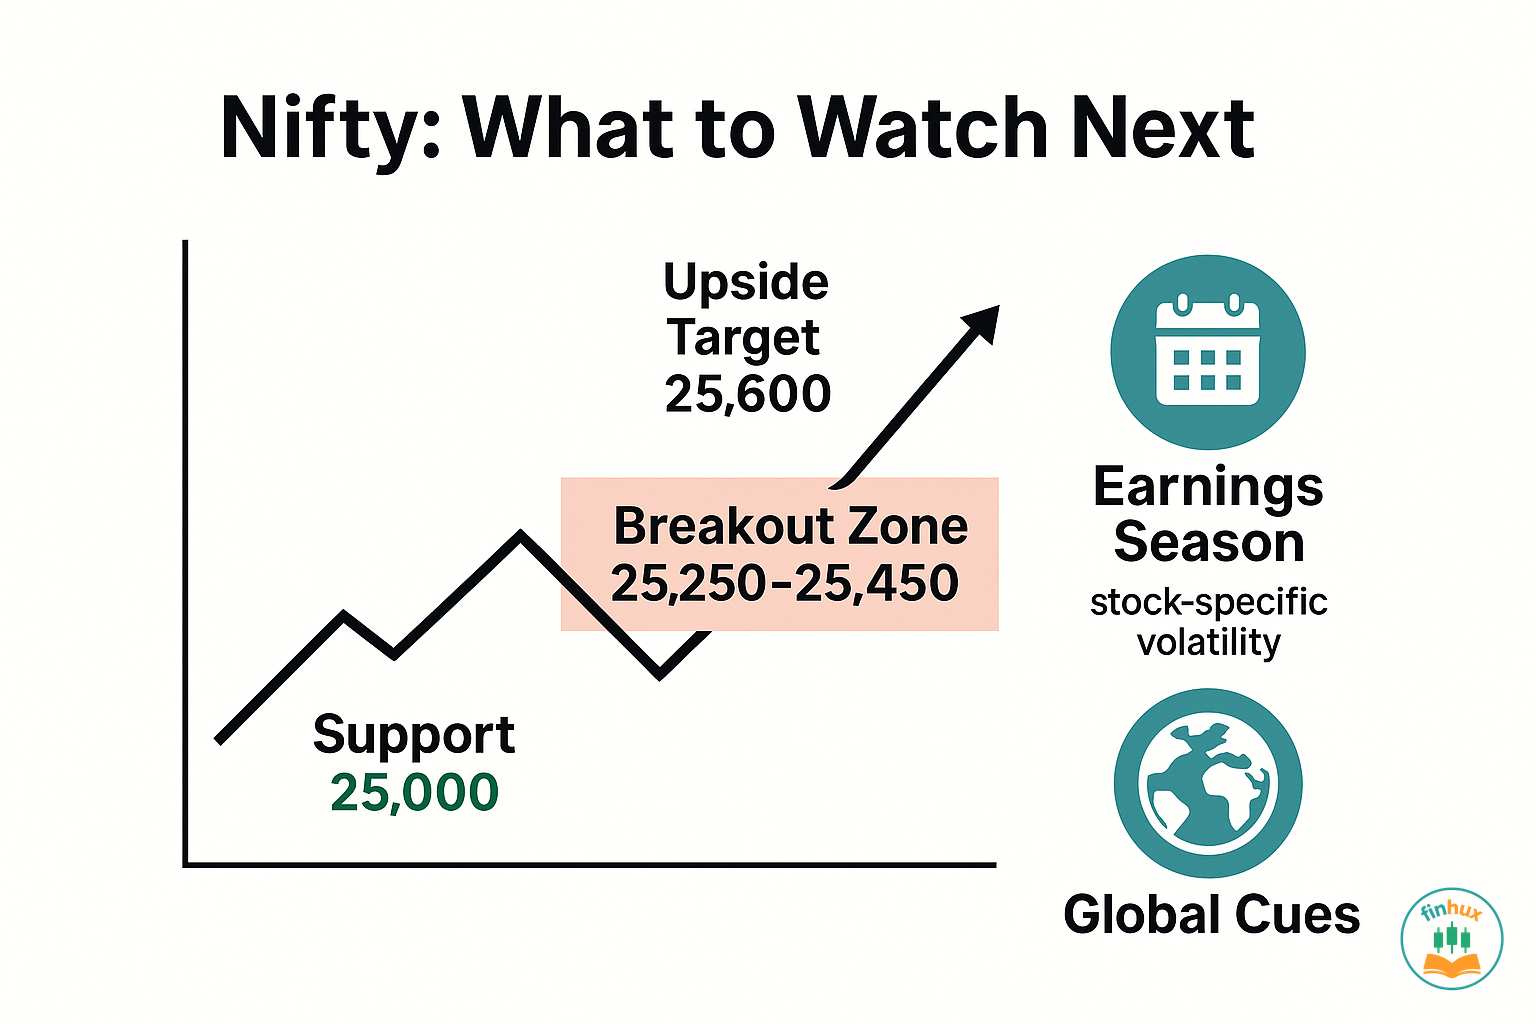 Nifty: What to Watch Next
Upside
Target
25,600
Breakout Zone
25,250-25,450
Support
25,000
Earnings
Season
stock-specific
volatility
Global Cues
finhux